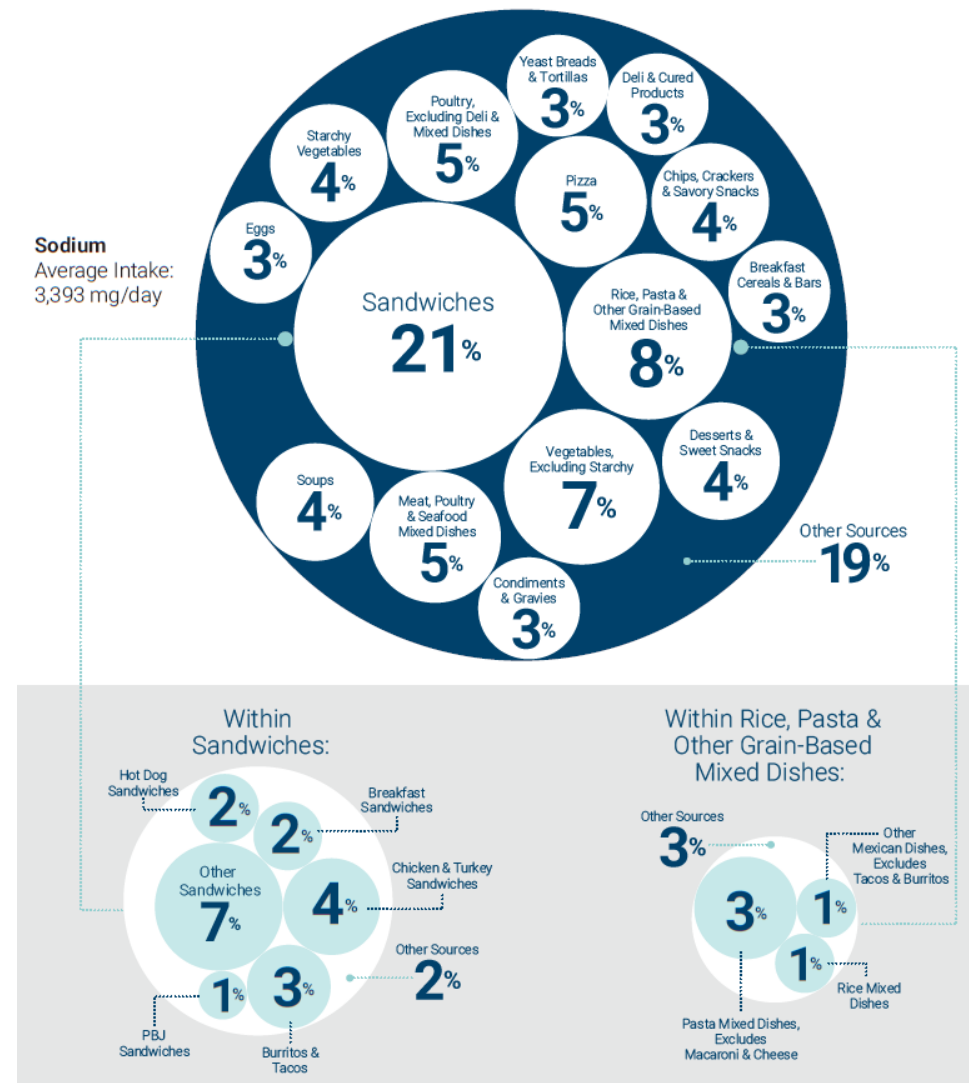 Yeast Breads
& Tortillas
3%
Deli & Cured
Products
3%
Poultry,
Excluding Deli &
Mixed Dishes
5%
Starchy
Vegetables
4%
Pizza
5%
Chips, Crackers
& Savory Snacks
4%
Eggs
3%
Sodium
Average Intake:
3,393 mg/day
Breakfast
Cereals & Bars
3%
Sandwiches
21%
Rice, Pasta &
Other Grain-Based
Mixed Dishes
8%
Desserts &
Sweet Snacks
4%
Vegetables,
Excluding Starchy
7%
Soups
4%
Meat, Poultry
& Seafood
Mixed Dishes
5%
Other Sources
19%
Condiments
& Gravies
3%
Within
Sandwiches:
Hot Dog
Sandwiches
2%
Breakfast
Sandwiches
2%
Other
Sandwiches
7%
Chicken & Turkey
Sandwiches
4%
Other Sources
2%
1%
PBJ
Sandwiches
3%
Burritos &
Tacos
Within Rice, Pasta &
Other Grain-Based
Mixed Dishes:
Other Sources
3%
Other
Mexican Dishes,
Excludes
Tacos & Burritos
1%
3%
Pasta Mixed Dishes,
Excludes
Macaroni & Cheese
1%
Rice Mixed
Dishes